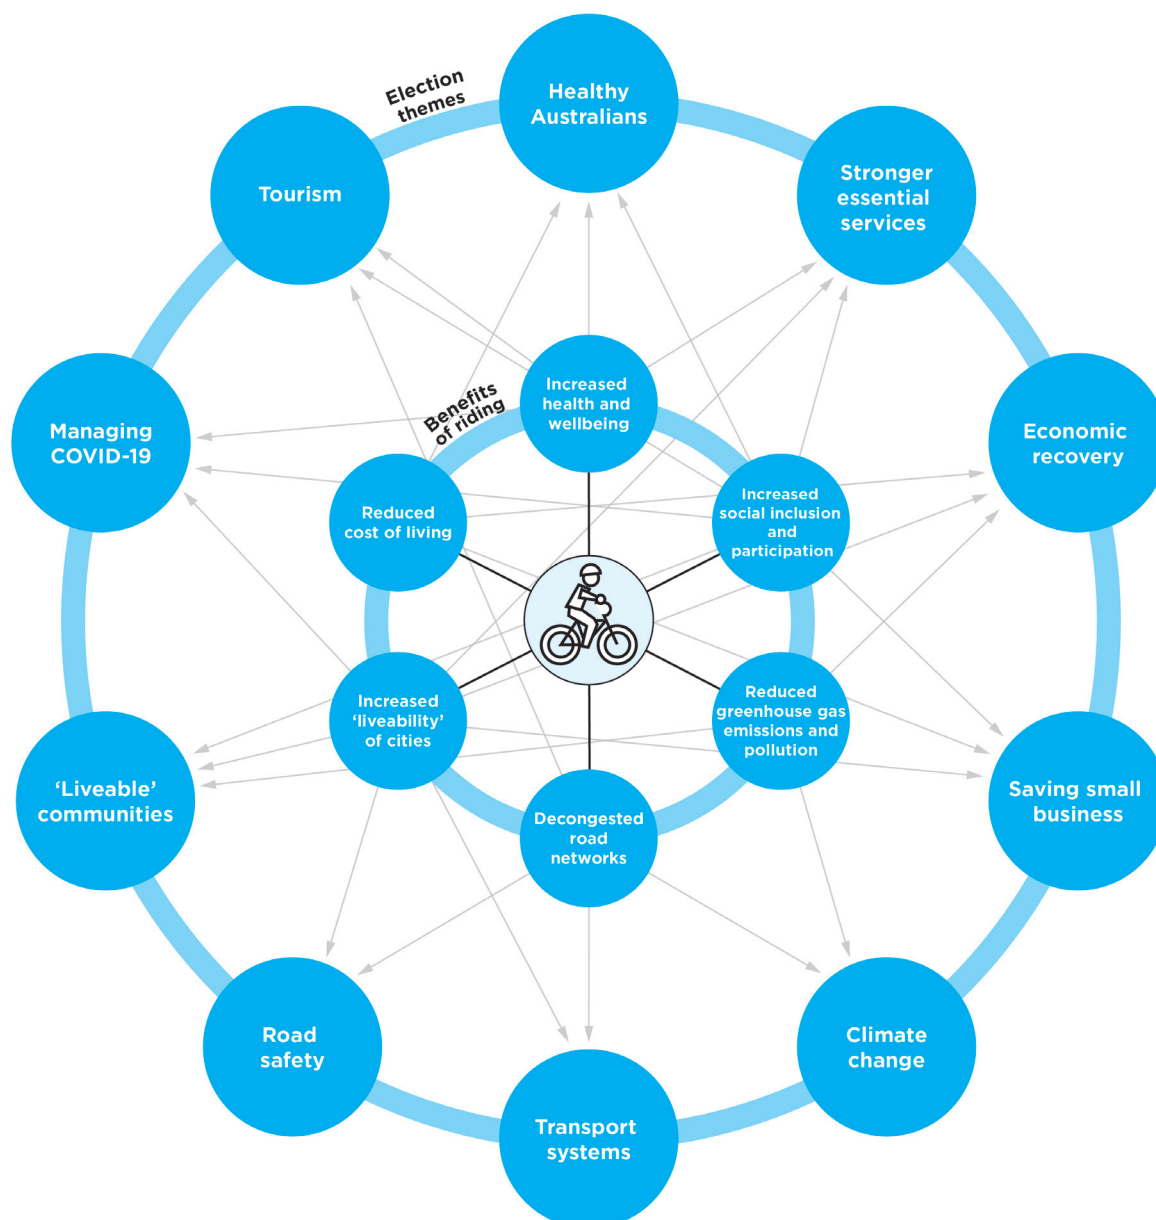 Election
themes
Healthy
Australians
Stronger
essential
services
Economic
recovery
Saving small
business
Climate
change
Transport
systems
Road
safety
‘Liveable’
communities
Managing
COVID-19
Tourism
Benefits
of riding
Increased
health and
wellbeing
Increased
social inclusion
and
participation
Reduced
greenhouse gas
emissions and
pollution
Decongested
road
networks
Increased
‘liveability’
of cities
Reduced
cost of living